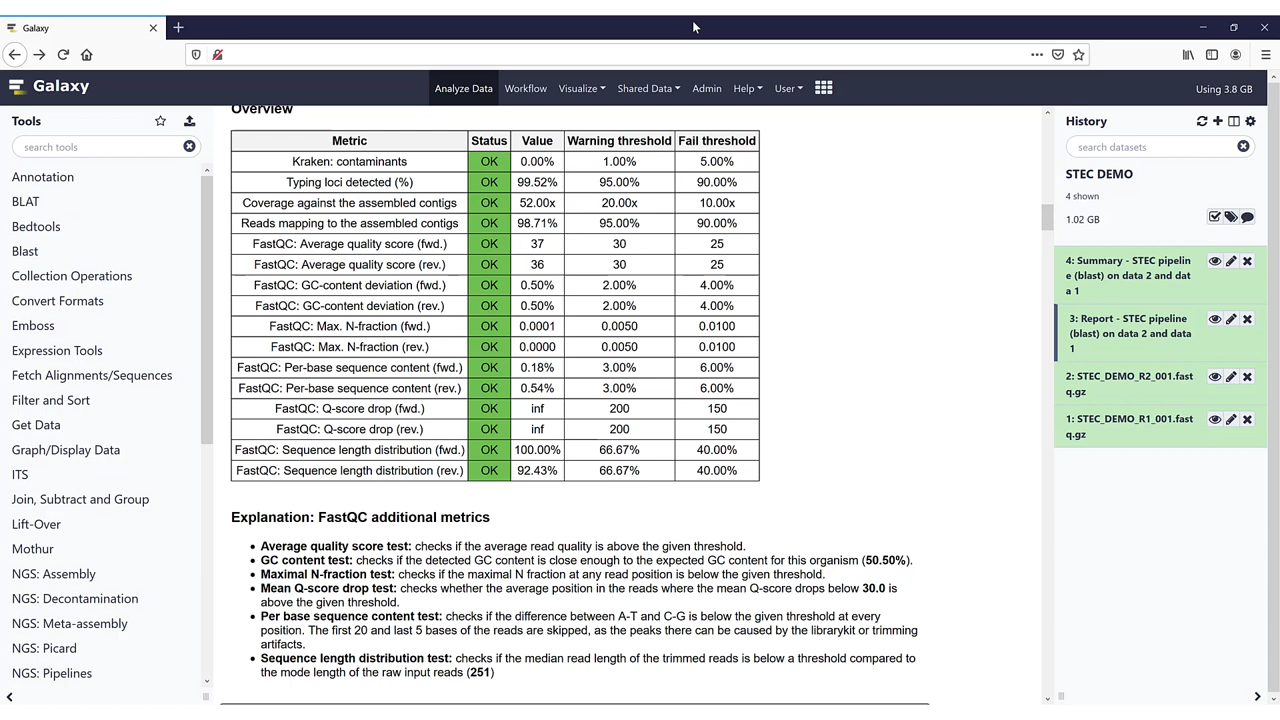 Galaxy
Galaxy
Analyze Data Workflow Visualize Shared Data Admin Help User
Using 3.8 GB
Tools
search tools
Annotation
BLAT
Bedtools
Blast
Collection Operations
Convert Formats
Emboss
Expression Tools
Fetch Alignments/Sequences
Filter and Sort
Get Data
Graph/Display Data
ITS
Join, Subtract and Group
Lift-Over
Mothur
NGS: Assembly
NGS: Decontamination
NGS: Meta-assembly
NGS: Picard
NGS: Pipelines
Overview
Metric Status Value Warning threshold Fail threshold
Kraken: contaminants OK 0.00% 1.00% 5.00%
Typing loci detected (%) OK 99.52% 95.00% 90.00%
Coverage against the assembled contigs OK 52.00x 20.00x 10.00x
Reads mapping to the assembled contigs OK 98.71% 95.00% 90.00%
FastQC: Average quality score (fwd.) OK 37 30 25
FastQC: Average quality score (rev.) OK 36 30 25
FastQC: GC-content deviation (fwd.) OK 0.50% 2.00% 4.00%
FastQC: GC-content deviation (rev.) OK 0.50% 2.00% 4.00%
FastQC: Max. N-fraction (fwd.) OK 0.0001 0.0050 0.0100
FastQC: Max. N-fraction (rev.) OK 0.0000 0.0050 0.0100
FastQC: Per-base sequence content (fwd.) OK 0.18% 3.00% 6.00%
FastQC: Per-base sequence content (rev.) OK 0.54% 3.00% 6.00%
FastQC: Q-score drop (fwd.) OK inf 200 150
FastQC: Q-score drop (rev.) OK inf 200 150
FastQC: Sequence length distribution (fwd.) OK 100.00% 66.67% 40.00%
FastQC: Sequence length distribution (rev.) OK 92.43% 66.67% 40.00%
Explanation: FastQC additional metrics
• Average quality score test: checks if the average read quality is above the given threshold.
• GC content test: checks if the detected GC content is close enough to the expected GC content for this organism (50.50%).
• Maximal N-fraction test: checks if the maximal N fraction at any read position is below the given threshold.
• Mean Q-score drop test: checks whether the average position in the reads where the mean Q-score drops below 30.0 is
above the given threshold.
• Per base sequence content test: checks if the difference between A-T and C-G is below the given threshold at every
position. The first 20 and last 5 bases of the reads are skipped, as the peaks there can be caused by the librarykit or trimming
artifacts.
• Sequence length distribution test: checks if the median read length of the trimmed reads is below a threshold compared to
the mode length of the raw input reads (251)
History
search datasets
STEC DEMO
4 shown
1.02 GB
4: Summary - STEC pipelin
e (blast) on data 2 and dat
a 1
3: Report - STEC pipeline
(blast) on data 2 and data
1
2: STEC_DEMO_R2_001.fast
q.gz
1: STEC_DEMO_R1_001.fast
q.gz